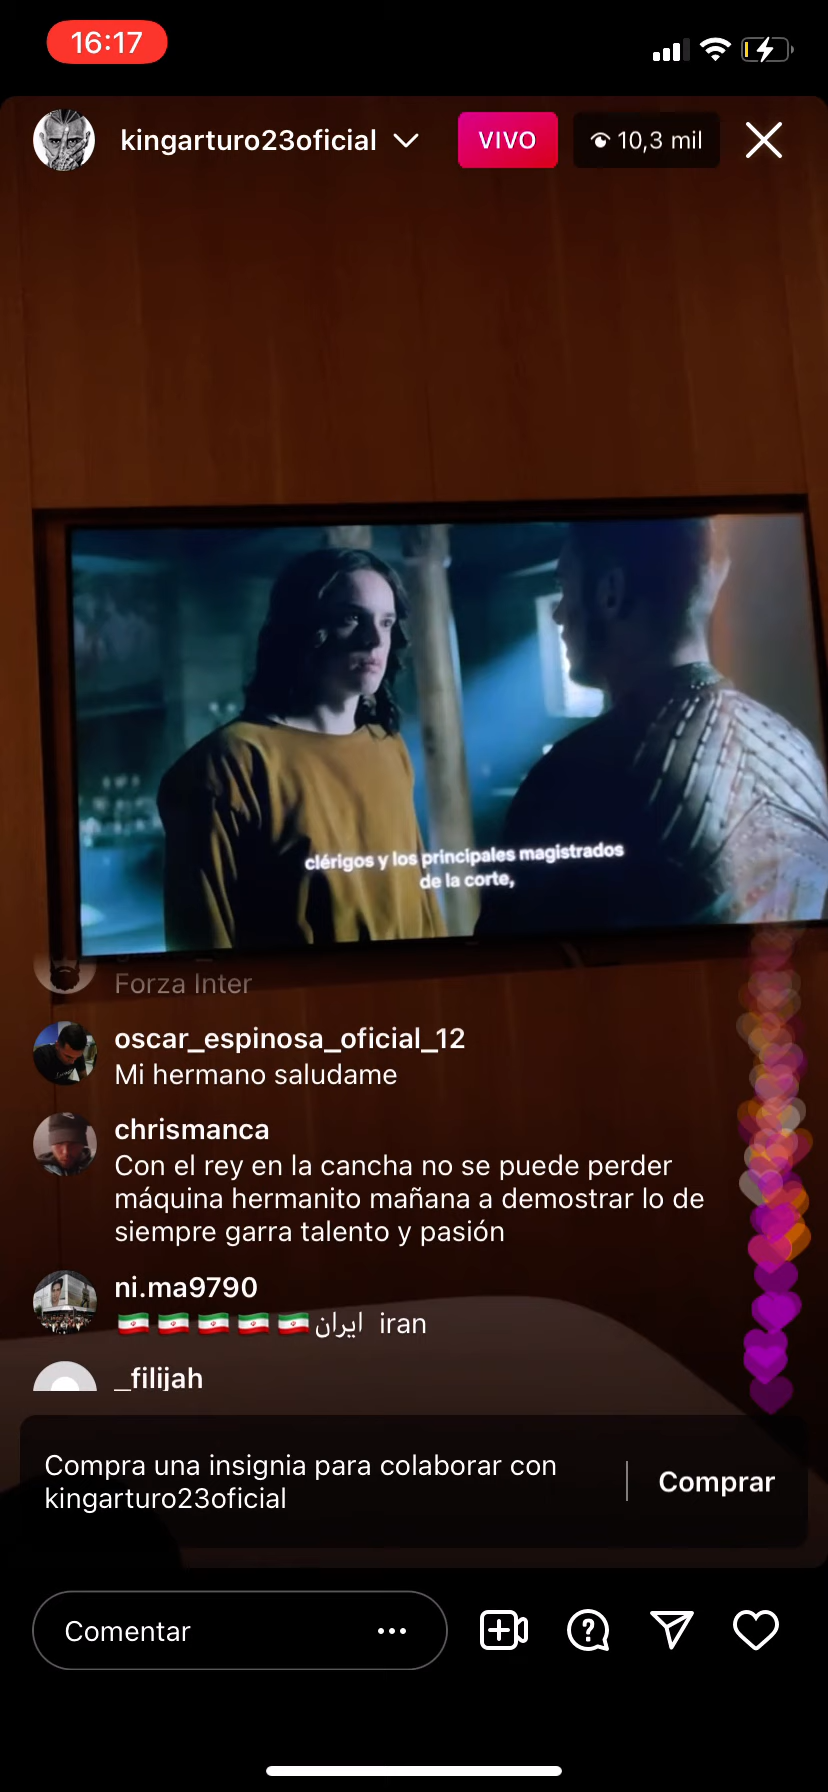 16:17
kingarturo23oficial
VIVO
10,3 mil
clérigos y los principales magistrados
de la corte,
Forza Inter
oscar_espinosa_oficial_12
Mi hermano saludame
chrismanca
Con el rey en la cancha no se puede perder
máquina hermanito mañana a demostrar lo de
siempre garra talento y pasión
ni.ma9790
🇮🇷🇮🇷🇮🇷🇮🇷🇮🇷ایران iran
_filijah
Compra una insignia para colaborar con
kingarturo23oficial
Comprar
Comentar